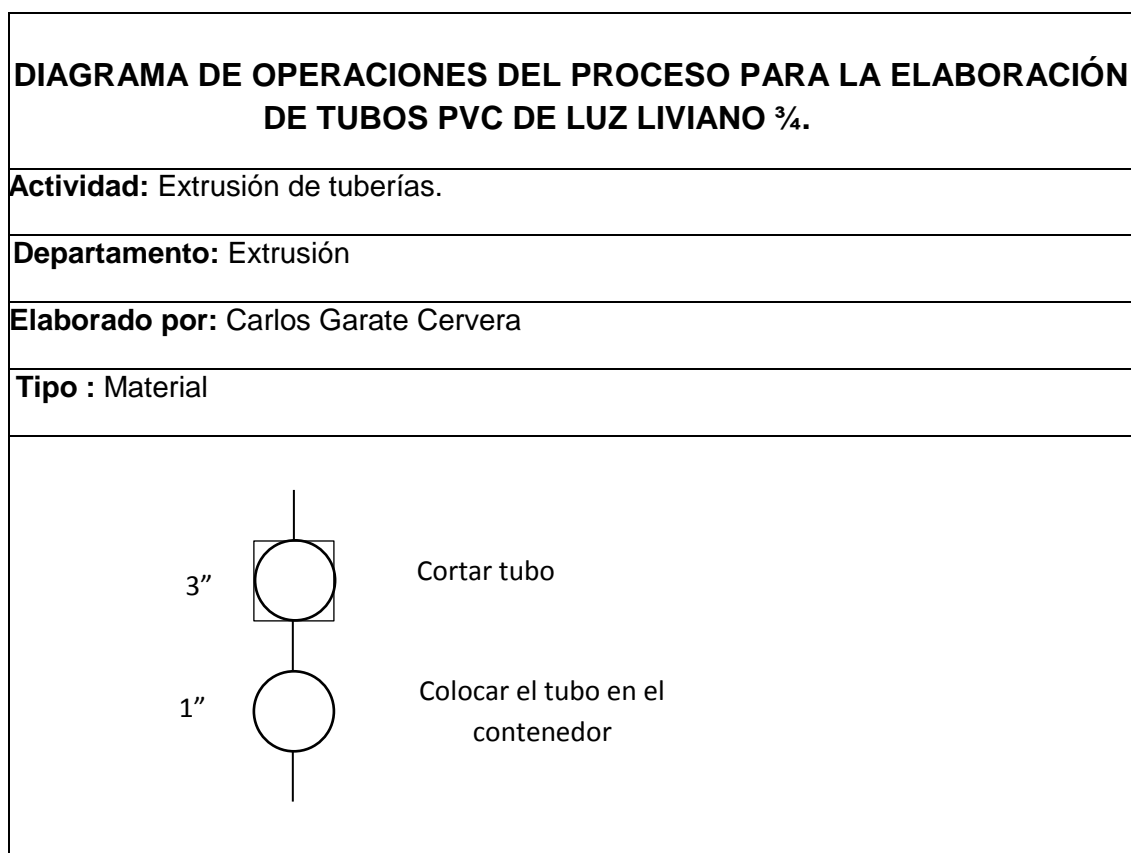 DIAGRAMA DE OPERACIONES DEL PROCESO PARA LA ELABORACIÓN
DE TUBOS PVC DE LUZ LIVIANO ¾.
Actividad: Extrusión de tuberías.
Departamento: Extrusión
Elaborado por: Carlos Garate Cervera
Tipo : Material
3” Cortar tubo
1” Colocar el tubo en el
contenedor